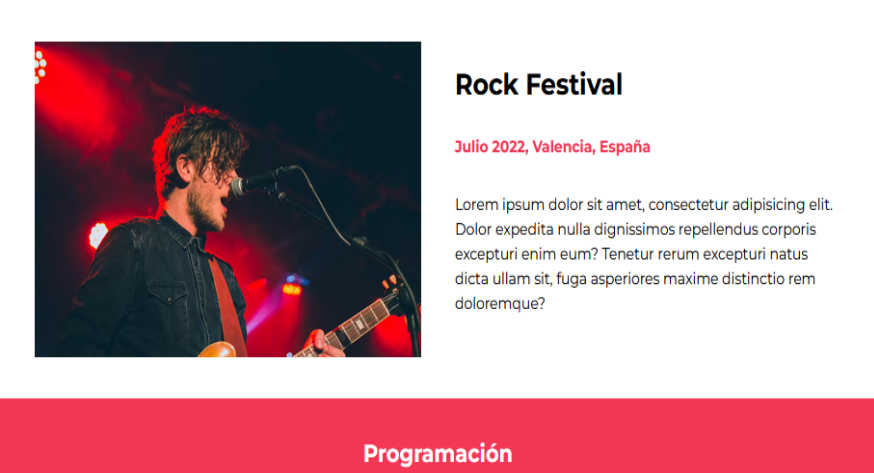 Rock Festival
Julio 2022, Valencia, España
Lorem ipsum dolor sit amet, consectetur adipisicing elit.
Dolor expedita nulla dignissimos repellendus corporis
excepturi enim eum? Tenetur rerum excepturi natus
dicta ullam sit, fuga asperiores maxime distinctio rem
doloremque?
Programación